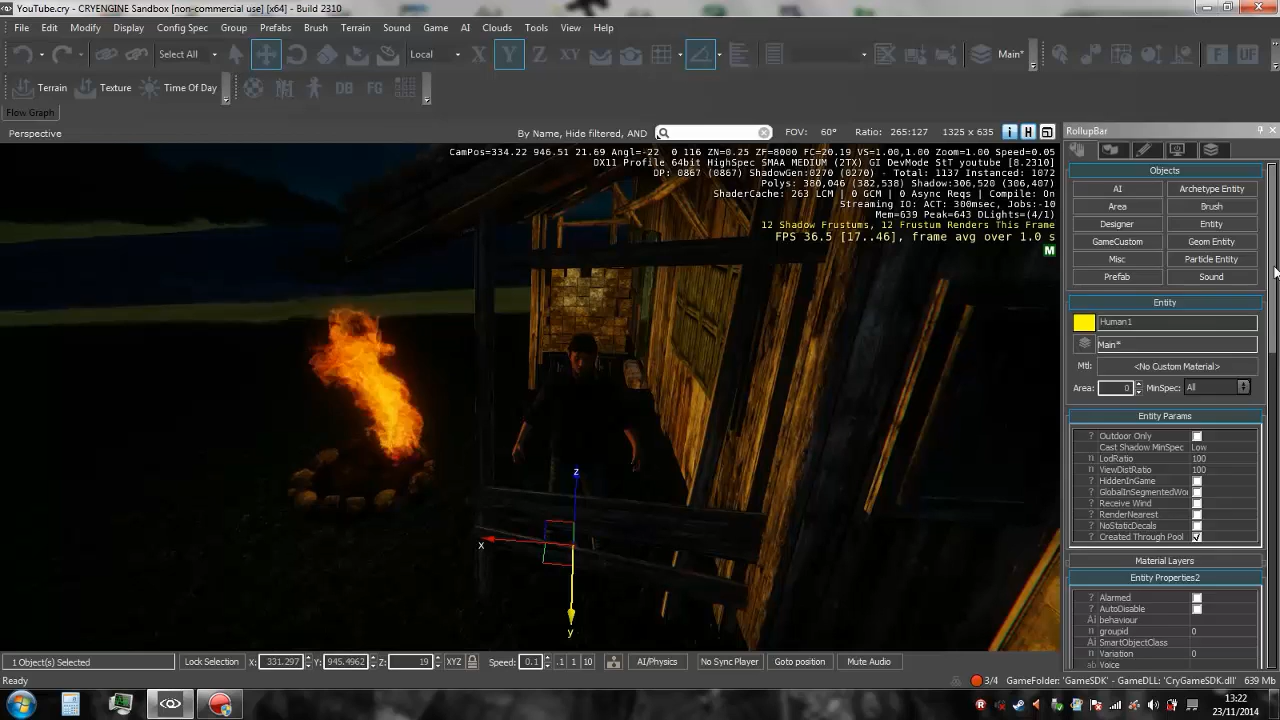 YouTube.cry - CRYENGINE Sandbox [non-commercial use] [x64] - Build 2310
File Edit Modify Display Config Spec Group Prefabs Brush Terrain Sound Game AI Clouds Tools View Help
Select All Local X Y Z XY Main* F UF
Terrain Texture Time Of Day DB FG
Flow Graph
Perspective By Name, Hide filtered, AND FOV: 60° Ratio: 265:127 1325 x 635 i H
RollupBar
CamPos=334.22 946.51 21.69 Angl=-22 0 116 ZN=0.25 ZF=8000 FC=20.19 VS=1.00,1.00 Zoom=1.00 Speed=0.05
DX11 Profile 64bit HighSpec SMAA MEDIUM (2TX) GI DevMode StT youtube [8.2310]
DP: 0867 (0867) ShadowGen:0270 (0270) - Total: 1137 Instanced: 1072
Polys: 380,046 (382,538) Shadow:306,520 (306,407)
ShaderCache: 263 LCM | 0 GCM | 0 Async Reqs | Compile: On
Streaming IO: ACT: 300msec, Jobs:-10
Mem=639 Peak=643 DLights=(4/1)
12 Shadow Frustums, 12 Frustum Renders This Frame
FPS 36.5 [17..46], frame avg over 1.0 s
M
Objects
AI Archetype Entity
Area Brush
Designer Entity
GameCustom Geom Entity
Misc Particle Entity
Prefab Sound
Entity
Human1
Main*
Mtl: <No Custom Material>
Area: 0 MinSpec: All
Entity Params
? Outdoor Only
Cast Shadow MinSpec Low
n LodRatio 100
n ViewDistRatio 100
? HiddenInGame
? GlobalInSegmentedWor
? Receive Wind
? RenderNearest
? NoStaticDecals
? Created Through Pool
Material Layers
Entity Properties2
? Alarmed
? AutoDisable
Ai behaviour
n groupid 0
Ai SmartObjectClass
n Variation 0
ab Voice
z
x
y
1 Object(s) Selected Lock Selection X: 331.297 Y: 945.4962 Z: 19 XYZ Speed: 0.1 .1 1 10 AI/Physics No Sync Player Goto position Mute Audio
Ready 3/4 GameFolder: 'GameSDK' - GameDLL: 'CryGameSDK.dll' 639 Mb
13:22
23/11/2014